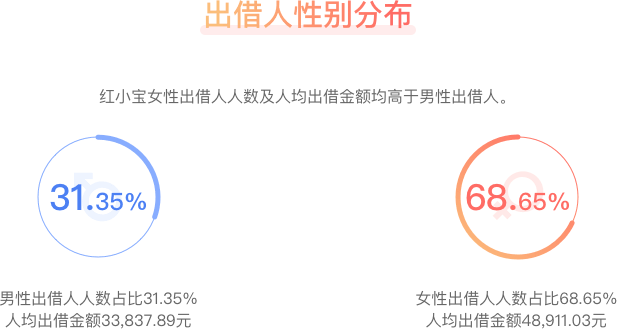 出借人性别分布
红小宝女性出借人人数及人均出借金额均高于男性出借人。
31.35%
68.65%
男性出借人人数占比31.35%
女性出借人人数占比68.65%
人均出借金额33,837.89元
人均出借金额48,911.03元